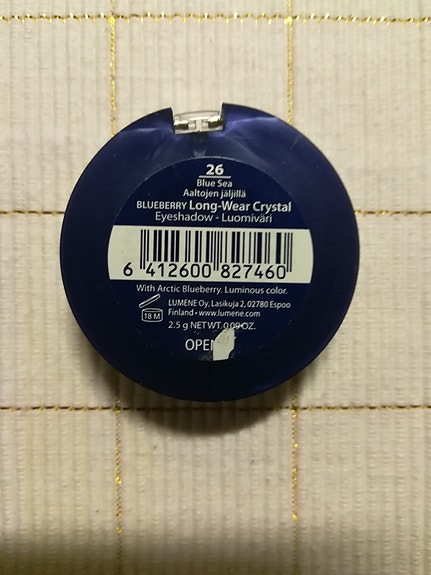 26
Blue Sea
Aaltojen jäljillä
BLUEBERRY Long-Wear Crystal
Eyeshadow - Luomiväri
6 412600 827460
With Arctic Blueberry. Luminous color.
LUMENE Oy, Lasikuja 2, 02780 Espoo
Finland • www.lumene.com
18 M
2.5 g NET WT. 0.09 OZ.
OPEN